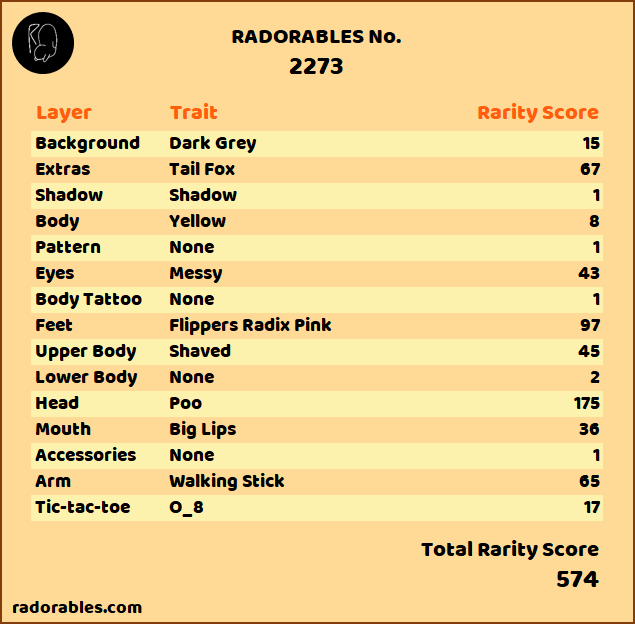 RADORABLES No.
2273
Layer Trait Rarity Score
Background Dark Grey 15
Extras Tail Fox 67
Shadow Shadow 1
Body Yellow 8
Pattern None 1
Eyes Messy 43
Body Tattoo None 1
Feet Flippers Radix Pink 97
Upper Body Shaved 45
Lower Body None 2
Head Poo 175
Mouth Big Lips 36
Accessories None 1
Arm Walking Stick 65
Tic-tac-toe O_8 17
Total Rarity Score
574
radorables.com